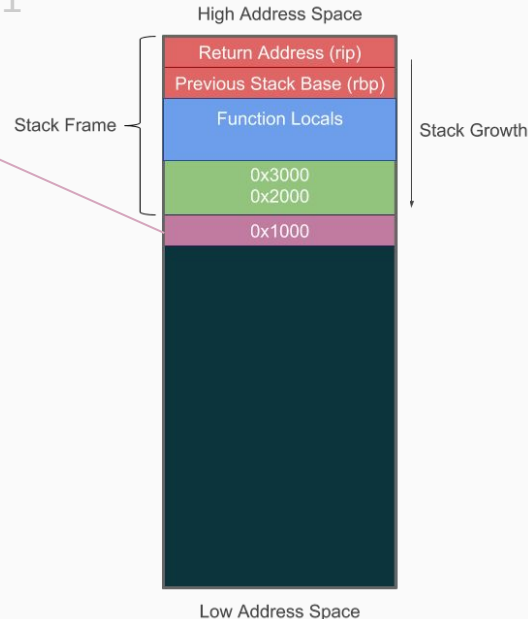 1
High Address Space
Return Address (rip)
Previous Stack Base (rbp)
Stack Frame
Function Locals
Stack Growth
0x3000
0x2000
0x1000
Low Address Space